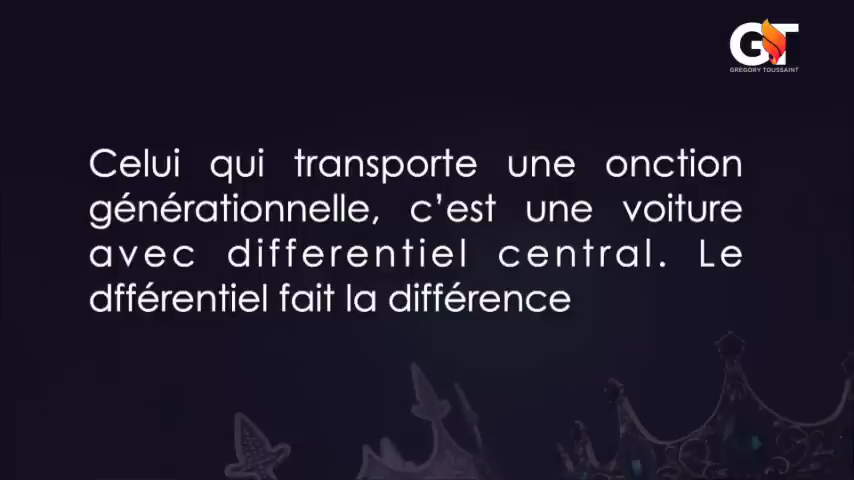 GT
GREGORY TOUSSAINT
Celui qui transporte une onction
générationnelle, c’est une voiture
avec differentiel central. Le
dfférentiel fait la différence